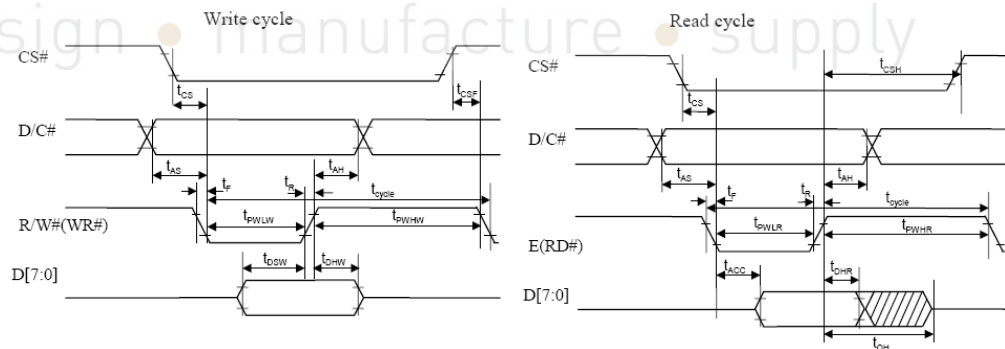 sign • manufacture • supply
Write cycle
Read cycle
CS#
tCS
tCSF
D/C#
tAS
tF
tR
tAH
tcycle
R/W#(WR#)
tPWLW
tPWHW
tDSW
tDHW
D[7:0]
CS#
tCSH
tCS
D/C#
tAS
tF
tR
tAH
tcycle
E(RD#)
tPWLR
tPWHR
tACC
tDHR
D[7:0]
tOH